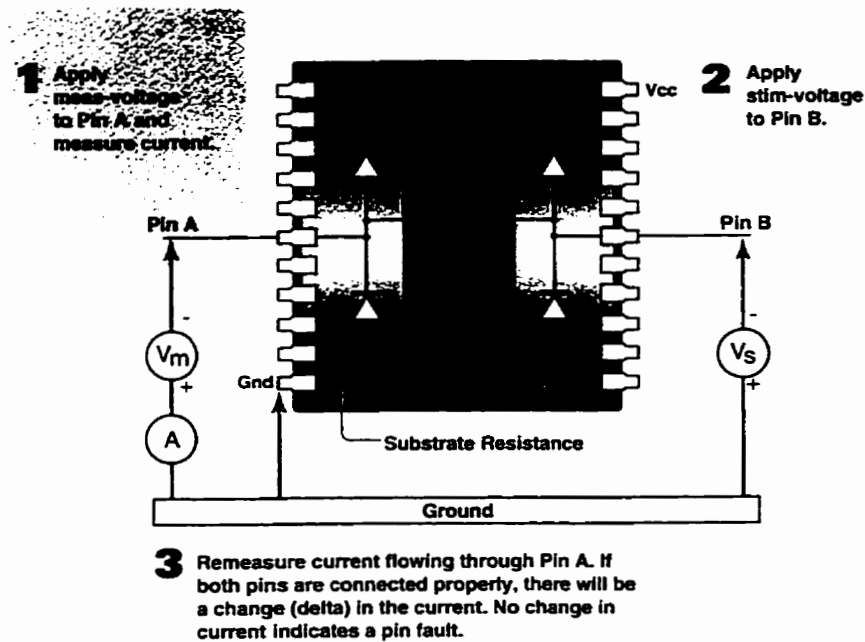 1 Apply
meas-voltage
to Pin A and
measure current.
Vcc
2 Apply
stim-voltage
to Pin B.
Pin A
Pin B
-
-
Vm
Vs
+
+
Gnd
A
Substrate Resistance
Ground
3 Remeasure current flowing through Pin A. If
both pins are connected properly, there will be
a change (delta) in the current. No change in
current indicates a pin fault.